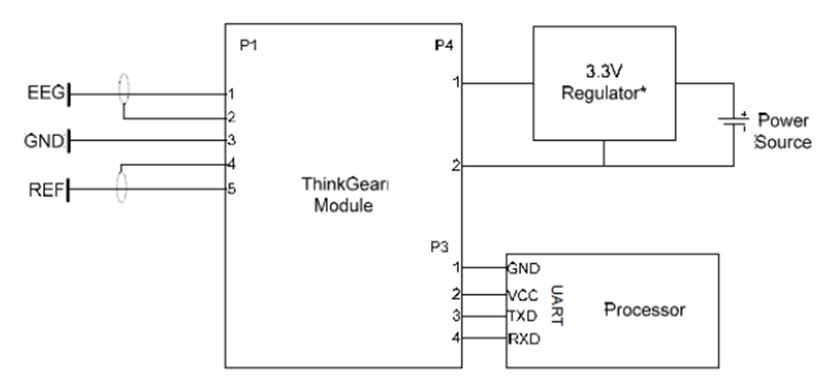 P1
P4
EEG
1
2
GND
3
4
REF
5
ThinkGear
Module
1
2
3.3V
Regulator*
+
Power
Source
P3
1
GND
2
VCC
3
TXD
4
RXD
UART
Processor